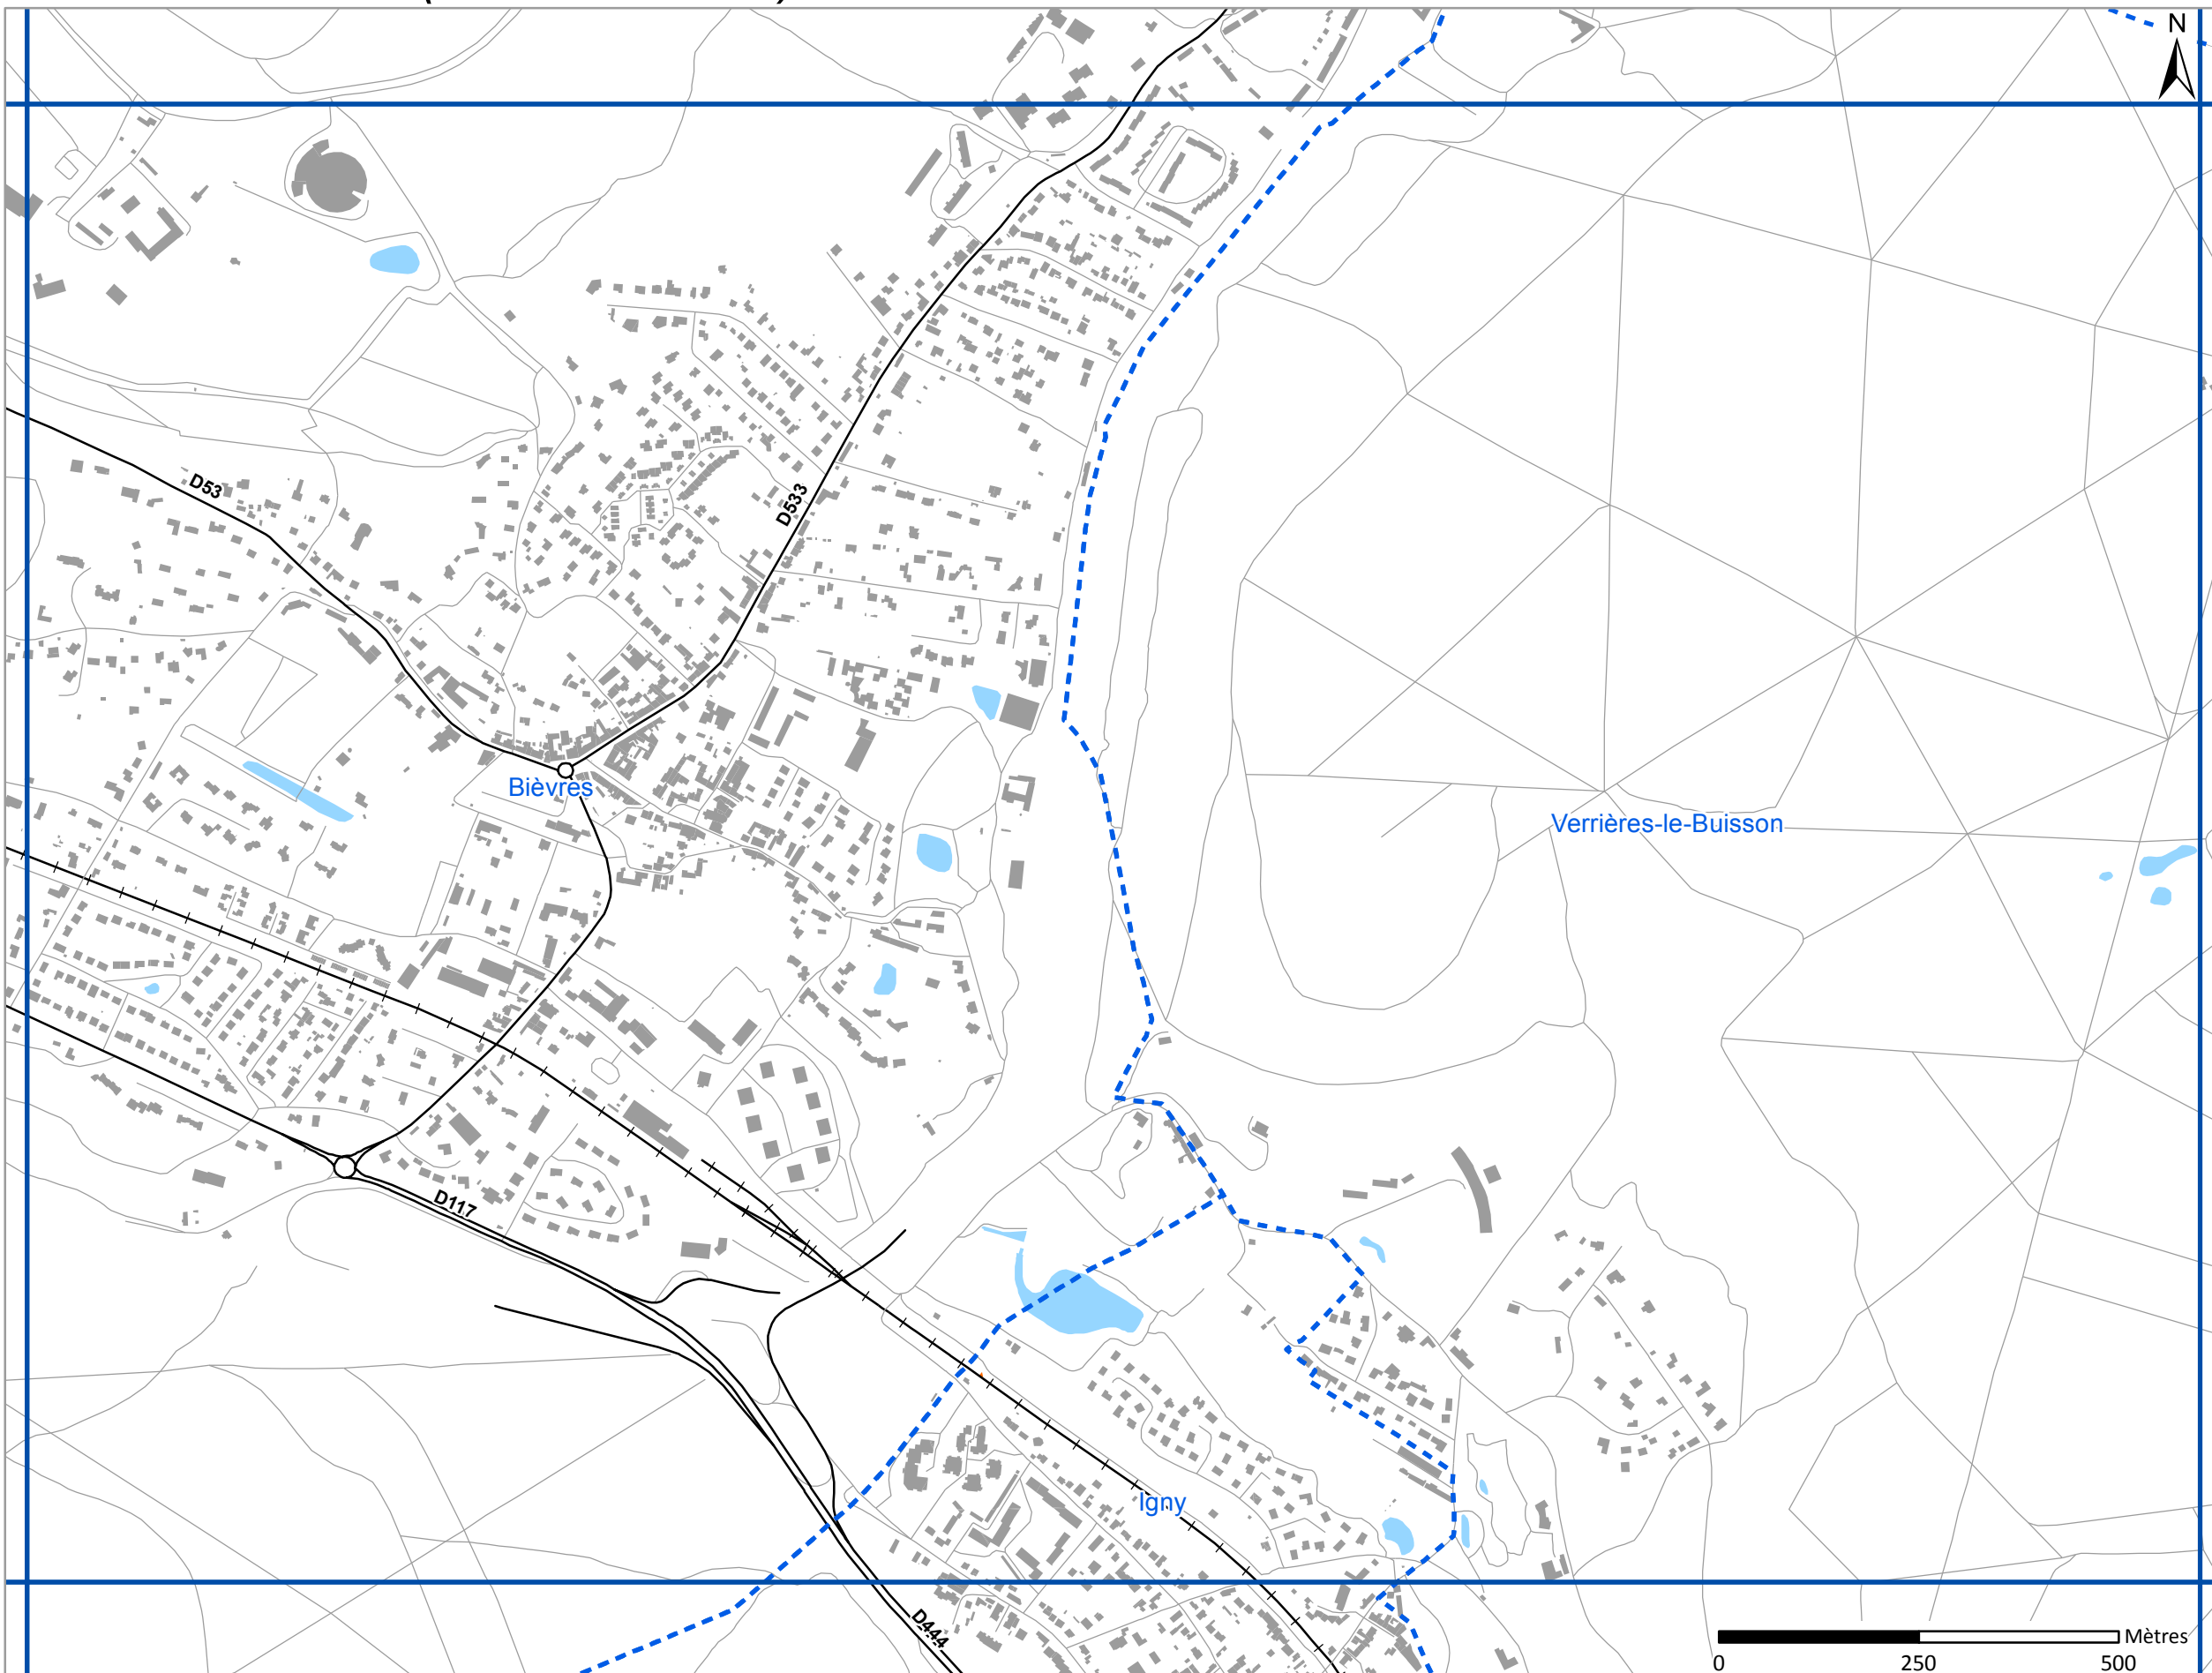 N
D53
D533
Bièvres
Verrières-le-Buisson
D117
Igny
D444
Mètres
0 250 500